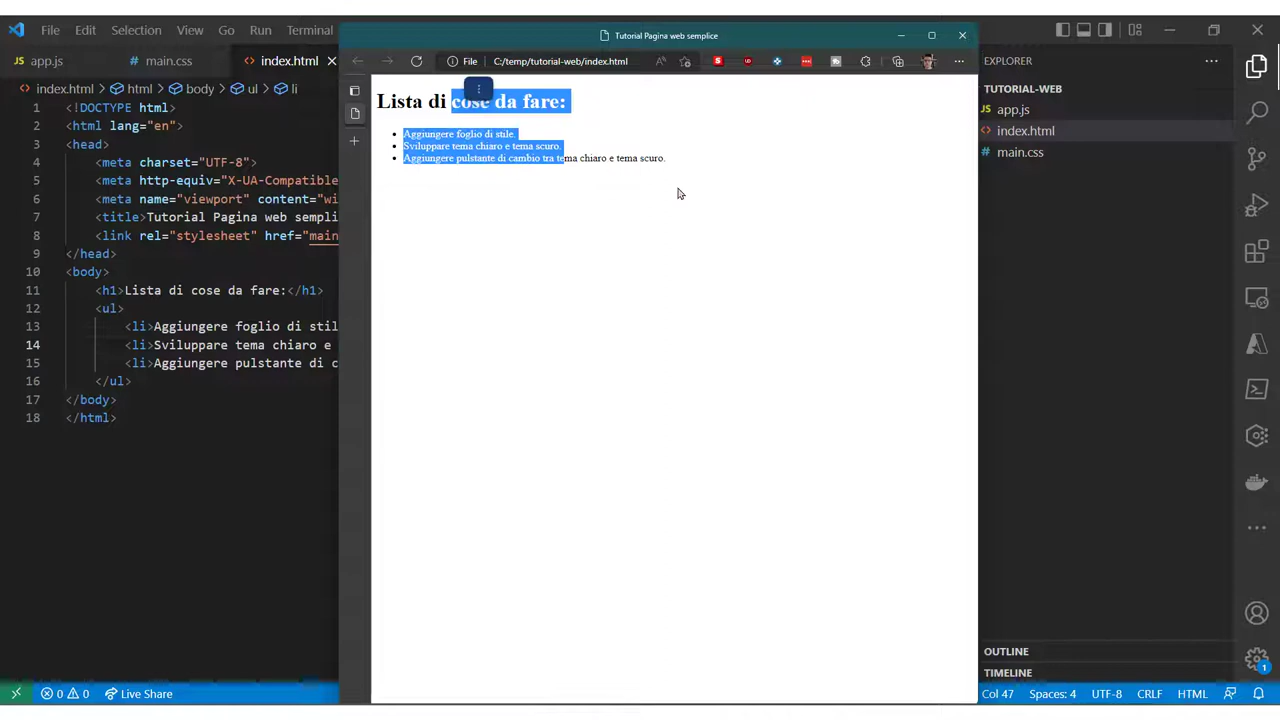 File Edit Selection View Go Run Terminal
Tutorial Pagina web semplice
app.js main.css index.html
File C:/temp/tutorial-web/index.html
EXPLORER
index.html > html > body > ul > li
TUTORIAL-WEB
app.js
index.html
main.css
1 <!DOCTYPE html>
2 <html lang="en">
3 <head>
4 <meta charset="UTF-8">
5 <meta http-equiv="X-UA-Compatible
6 <meta name="viewport" content="wi
7 <title>Tutorial Pagina web sempli
8 <link rel="stylesheet" href="main
9 </head>
10 <body>
11 <h1>Lista di cose da fare:</h1>
12 <ul>
13 <li>Aggiungere foglio di stil
14 <li>Sviluppare tema chiaro e
15 <li>Aggiungere pulstante di c
16 </ul>
17 </body>
18 </html>
Lista di cose da fare:
• Aggiungere foglio di stile.
• Sviluppare tema chiaro e tema scuro.
• Aggiungere pulstante di cambio tra tema chiaro e tema scuro.
OUTLINE
TIMELINE
1
0 0 Live Share
Col 47 Spaces: 4 UTF-8 CRLF HTML